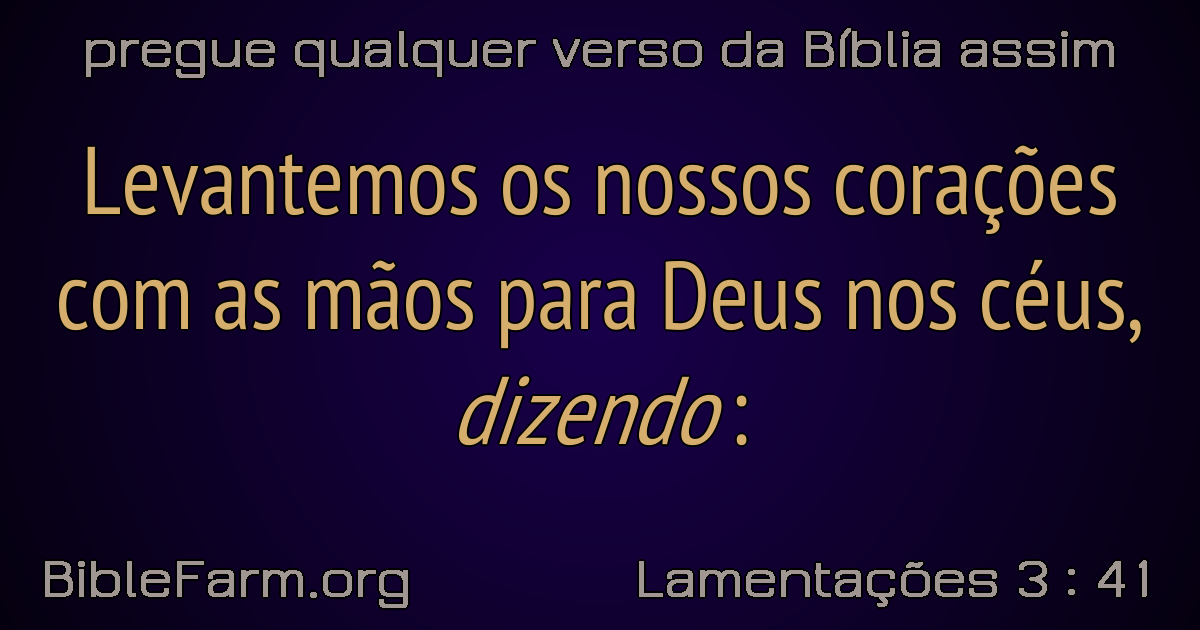 pregue qualquer verso da Bíblia assim
Levantemos os nossos corações
com as mãos para Deus nos céus,
dizendo:
BibleFarm.org
Lamentações 3 : 41